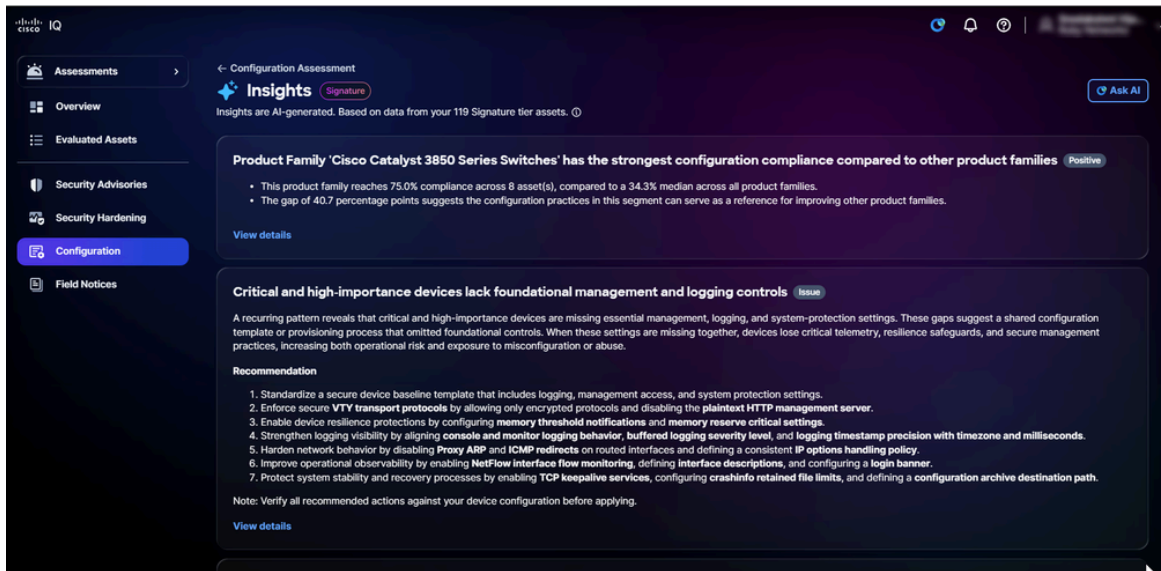 cisco IQ
Assessments
Overview
Evaluated Assets
Security Advisories
Security Hardening
Configuration
Field Notices
← Configuration Assessment
Insights Signature
Insights are AI-generated. Based on data from your 119 Signature tier assets.
Ask AI
Product Family 'Cisco Catalyst 3850 Series Switches' has the strongest configuration compliance compared to other product families Positive
• This product family reaches 75.0% compliance across 8 asset(s), compared to a 34.3% median across all product families.
• The gap of 40.7 percentage points suggests the configuration practices in this segment can serve as a reference for improving other product families.
View details
Critical and high-importance devices lack foundational management and logging controls Issue
A recurring pattern reveals that critical and high-importance devices are missing essential management, logging, and system-protection settings. These gaps suggest a shared configuration
template or provisioning process that omitted foundational controls. When these settings are missing together, devices lose critical telemetry, resilience safeguards, and secure management
practices, increasing both operational risk and exposure to misconfiguration or abuse.
Recommendation
1. Standardize a secure device baseline template that includes logging, management access, and system protection settings.
2. Enforce secure VTY transport protocols by allowing only encrypted protocols and disabling the plaintext HTTP management server.
3. Enable device resilience protections by configuring memory threshold notifications and memory reserve critical settings.
4. Strengthen logging visibility by aligning console and monitor logging behavior, buffered logging severity level, and logging timestamp precision with timezone and milliseconds.
5. Harden network behavior by disabling Proxy ARP and ICMP redirects on routed interfaces and defining a consistent IP options handling policy.
6. Improve operational observability by enabling NetFlow interface flow monitoring, defining interface descriptions, and configuring a login banner.
7. Protect system stability and recovery processes by enabling TCP keepalive services, configuring crashinfo retained file limits, and defining a configuration archive destination path.
Note: Verify all recommended actions against your device configuration before applying.
View details